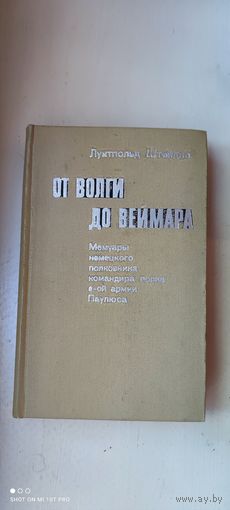 Луитпольд Штейдле
ОТ ВОЛГИ
ДО ВЕЙМАРА
Мемуары
немецкого
полковника
командира полка
6-ой армии
Паулюса
SHOT ON MI 10T PRO
www.ay.by